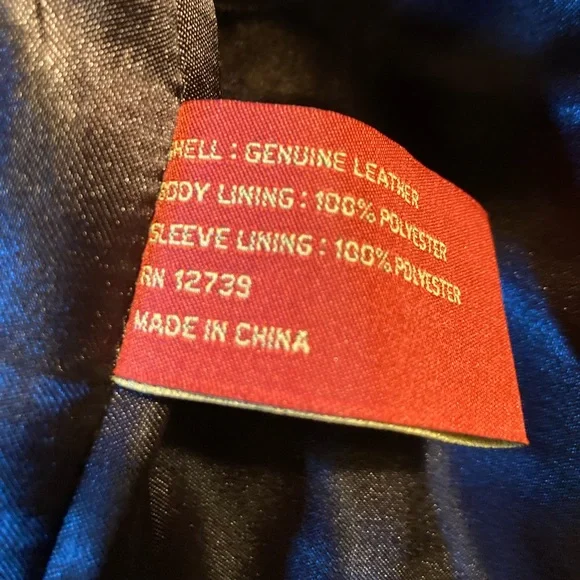 HELL : GENUINE LEATHER
BODY LINING : 100% POLYESTER
SLEEVE LINING : 100% POLYESTER
RN 12739
MADE IN CHINA